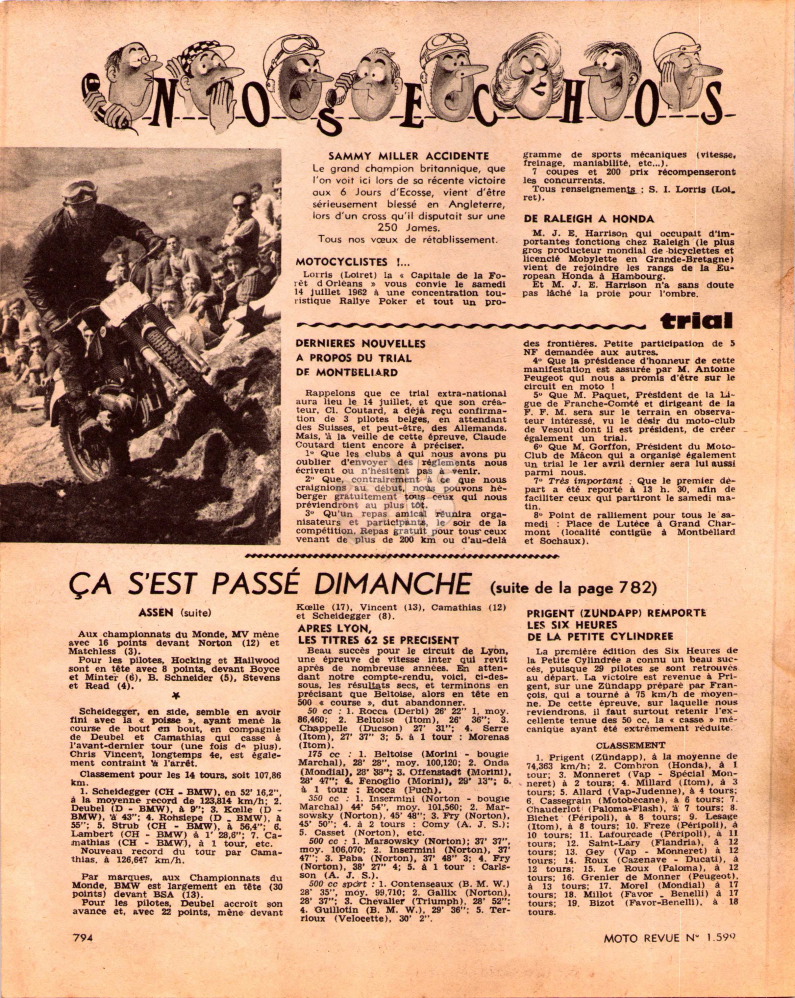 NOS ECHOS
SAMMY MILLER ACCIDENTE
Le grand champion britannique, que
l'on voit ici lors de sa récente victoire
aux 6 Jours d'Ecosse, vient d'être
sérieusement blessé en Angleterre,
lors d'un cross qu'il disputait sur une
250 James.
Tous nos vœux de rétablissement.
MOTOCYCLISTES !...
Lorris (Loiret) la « Capitale de la Fo-
rêt d'Orléans » vous convie le samedi
14 juillet 1962 à une concentration tou-
ristique Rallye Poker et tout un pro-
gramme de sports mécaniques (vitesse,
freinage, maniabilité, etc...).
7 coupes et 200 prix récompenseront
les concurrents.
Tous renseignements : S. I. Lorris (Loi-
ret).
DE RALEIGH A HONDA
M. J. E. Harrison qui occupait d'im-
portantes fonctions chez Raleigh (le plus
gros producteur mondial de bicyclettes et
licencié Mobylette en Grande-Bretagne)
vient de rejoindre les rangs de la Eu-
ropean Honda à Hambourg.
Et M. J. E. Harrison n'a sans doute
pas lâché la proie pour l'ombre.
trial
DERNIERES NOUVELLES
A PROPOS DU TRIAL
DE MONTBELIARD
Rappelons que ce trial extra-national
aura lieu le 14 juillet, et que son créa-
teur, Cl. Coutard, a déjà reçu confirma-
tion de 3 pilotes belges, en attendant
des Suisses, et peut-être, des Allemands.
Mais, à la veille de cette épreuve, Claude
Coutard tient encore à préciser.
1° Que les clubs à qui nous avons pu
oublier d'envoyer des règlements nous
écrivent ou n'hésitent pas à venir.
2° Que, contrairement à ce que nous
craignions au début, nous pouvons hé-
berger gratuitement tous ceux qui nous
préviendront au plus tôt.
3° Qu'un repas amical réunira orga-
nisateurs et participants, le soir de la
compétition. Repas gratuit pour tous ceux
venant de plus de 200 km ou d'au-delà
des frontières. Petite participation de 5
NF demandée aux autres.
4° Que la présidence d'honneur de cette
manifestation est assurée par M. Antoine
Peugeot qui nous a promis d'être sur le
circuit en moto !
5° Que M. Paquet, Président de la Li-
gue de Franche-Comté et dirigeant de la
F. F. M. sera sur le terrain en observa-
teur intéressé, vu le désir du moto-club
de Vesoul dont il est président, de créer
également un trial.
6° Que M. Gorffon, Président du Moto-
Club de Mâcon qui a organisé également
un trial le 1er avril dernier sera lui aussi
parmi nous.
7° Très important : Que le premier dé-
part a été reporté à 13 h. 30, afin de
faciliter ceux qui partiront le samedi ma-
tin.
8° Point de ralliement pour tous le sa-
medi : Place de Lutèce à Grand Char-
mont (localité contigüe à Montbéliard
et Sochaux).
ÇA S'EST PASSÉ DIMANCHE (suite de la page 782)
ASSEN (suite)
Aux championnats du Monde, MV mène
avec 16 points devant Norton (12) et
Matchless (3).
Pour les pilotes, Hocking et Hailwood
sont en tête avec 8 points, devant Boyce
et Minter (6), B. Schneider (5), Stevens
et Read (4).
★
Scheidegger, en side, semble en avoir
fini avec la « poisse », ayant mené la
course de bout en bout, en compagnie
de Deubel et Camathias qui casse à
l'avant-dernier tour (une fois de plus).
Chris Vincent, longtemps 4e, est égale-
ment contraint à l'arrêt.
Classement pour les 14 tours, soit 107,86
km.
1. Scheidegger (CH - BMW), en 52' 16,2",
à la moyenne record de 123,814 km/h; 2.
Deubel (D - BMW), à 9"; 3. Kœlle (D -
BMW), à 43"; 4. Rohsiepe (D - BMW), à
55"; 5. Strub (CH - BMW), à 56,4"; 6.
Lambert (CH - BMW) à 1' 28,6"; 7. Ca-
mathias (CH - BMW), à 1 tour, etc.
Nouveau record du tour par Cama-
thias, à 126,647 km/h.
Par marques, aux Championnats du
Monde, BMW est largement en tête (30
points) devant BSA (13).
Pour les pilotes, Deubel accroît son
avance et, avec 22 points, mène devant
Kœlle (17), Vincent (13), Camathias (12)
et Scheidegger (8).
APRES LYON,
LES TITRES 62 SE PRECISENT
Beau succès pour le circuit de Lyon,
une épreuve de vitesse inter qui revit
après de nombreuse années. En atten-
dant notre compte-rendu, voici, ci-des-
sous, les résultats secs, et terminons en
précisant que Beltoise, alors en tête en
500 « course », dut abandonner.
50 cc : 1. Rocca (Derbi) 26' 22" 1, moy.
86,460; 2. Beltoise (Itom), 26' 36"; 3.
Chappelle (Ducson) 27' 31"; 4. Serre
(Itom), 27' 37" 3; 5. à 1 tour : Morenas
(Itom).
175 cc : 1. Beltoise (Morini - bougie
Marchal), 28' 28", moy. 100,120; 2. Onda
(Mondial), 28' 38"; 3. Offenstadt (Morini),
28' 47"; 4. Fenoglio (Morini), 29' 13"; 5.
à 1 tour : Rocca (Puch).
350 cc : 1. Insermini (Norton - bougie
Marchal) 44' 54", moy. 101,560; 2. Mar-
sowsky (Norton), 45' 48"; 3. Fry (Norton),
45' 50"; 4. à 2 tours : Comy (A. J. S.);
5. Casset (Norton), etc.
500 cc : 1. Marsowsky (Norton); 37' 37",
moy. 106,070; 2. Insermini (Norton), 37'
47"; 3. Paba (Norton), 37' 48" 3; 4. Fry
(Norton), 38' 27" 4; 5. à 1 tour : Carls-
son (A. J. S.).
500 cc sport : 1. Contenseaux (B. M. W.)
28' 35", moy. 99,710; 2. Gallix (Norton),
28' 37"; 3. Chevalier (Triumph), 28' 52";
4. Guillotin (B. M. W.), 29' 36"; 5. Ter-
rioux (Velocette), 30' 2".
PRIGENT (ZUNDAPP) REMPORTE
LES SIX HEURES
DE LA PETITE CYLINDREE
La première édition des Six Heures de
la Petite Cylindrée a connu un beau suc-
cès, puisque 29 pilotes se sont retrouvés
au départ. La victoire est revenue à Pri-
gent, sur une Zündapp préparé par Fran-
çois, qui a tourné à 75 km/h de moyen-
ne. De cette épreuve, sur laquelle nous
reviendrons, il faut surtout retenir l'ex-
cellente tenue des 50 cc, la « casse » mé-
canique ayant été extrêmement réduite.
CLASSEMENT
1. Prigent (Zündapp), à la moyenne de
74,363 km/h; 2. Combron (Honda), à 1
tour; 3. Monneret (Vap - Spécial Mon-
neret) à 2 tours; 4. Millard (Itom), à 3
tours; 5. Allard (Vap-Judenne), à 4 tours;
6. Cassegrain (Motobécane), à 6 tours; 7.
Chauderlot (Paloma-Flash), à 7 tours; 8.
Bichet (Péripoli), à 8 tours; 9. Lesage
(Itom), à 8 tours; 10. Freze (Péripoli), à
10 tours; 11. Lafourcade (Péripoli), à 11
tours; 12. Saint-Lary (Flandria), à 12
tours; 13. Gey (Vap - Monneret) à 12
tours; 14. Roux (Cazenave - Ducati), à
12 tours; 15. Le Roux (Paloma), à 12
tours; 16. Grenier de Monner (Peugeot),
à 13 tours; 17. Morel (Mondial) à 17
tours; 18. Millot (Favor - Benelli) à 17
tours; 19. Bizot (Favor-Benelli), à 18
tours.
794
MOTO REVUE N° 1.599